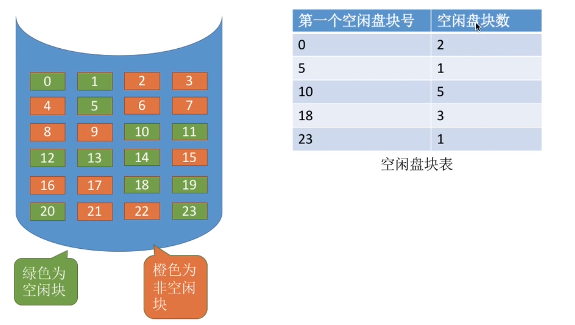 第一个空闲盘块号 空闲盘块数
0 2
5 1
10 5
18 3
23 1
空闲盘块表
0 1 2 3
4 5 6 7
8 9 10 11
12 13 14 15
16 17 18 19
20 21 22 23
绿色为
空闲块
橙色为
非空闲
块